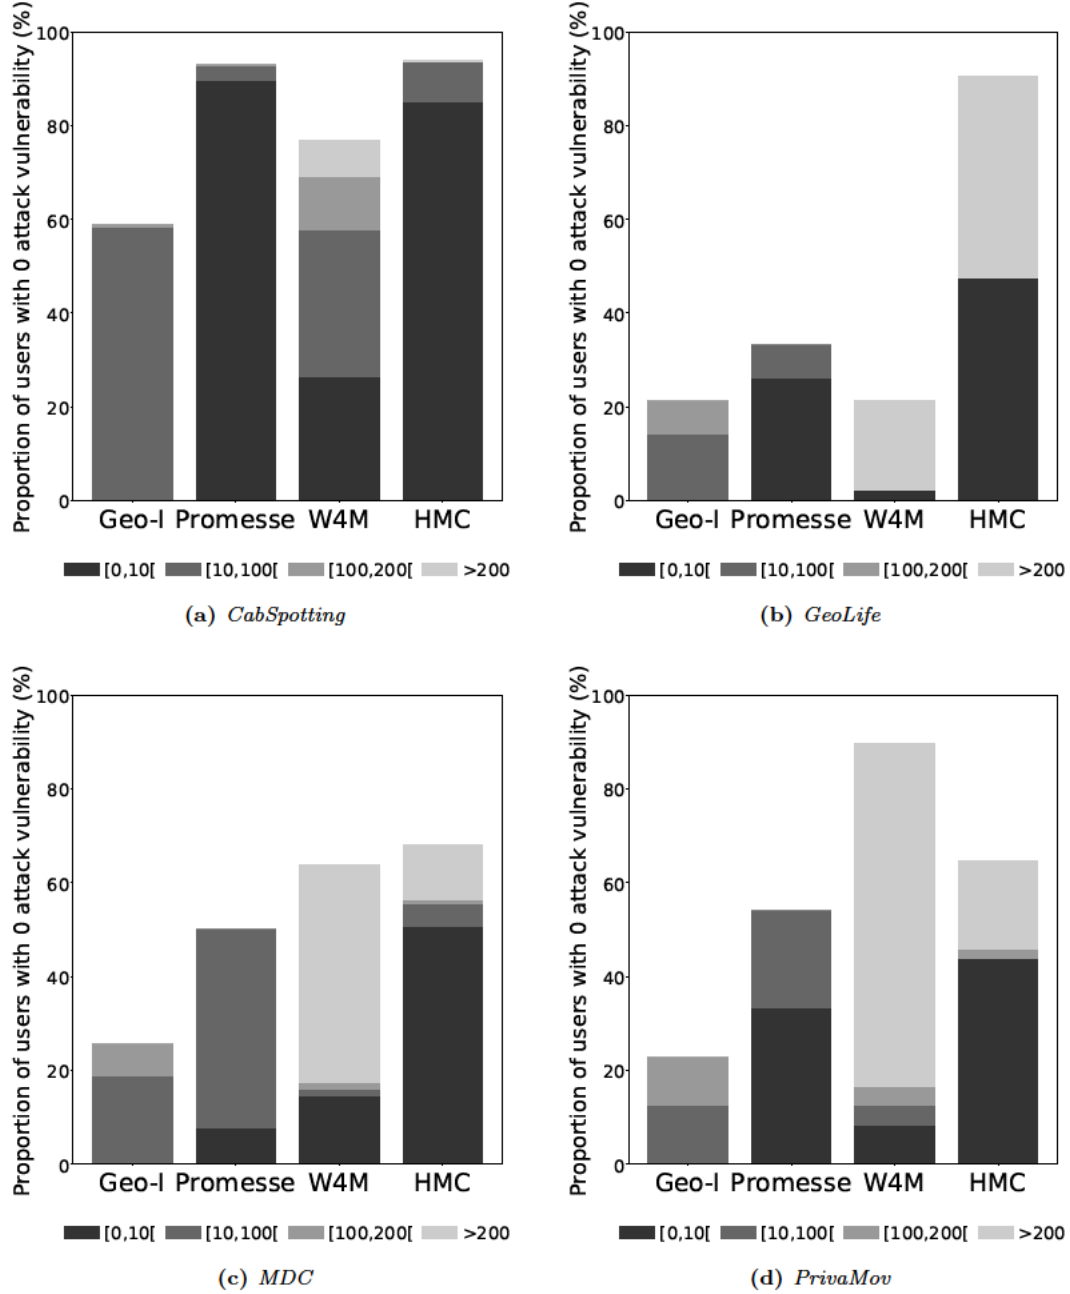 Proportion of users with 0 attack vulnerability (%)
100
80
60
40
20
0
Geo-I Promesse W4M HMC
[0,10[ [10,100[ [100,200[ >200
(a) CabSpotting
Proportion of users with 0 attack vulnerability (%)
100
80
60
40
20
0
Geo-I Promesse W4M HMC
[0,10[ [10,100[ [100,200[ >200
(b) GeoLife
Proportion of users with 0 attack vulnerability (%)
100
80
60
40
20
0
Geo-I Promesse W4M HMC
[0,10[ [10,100[ [100,200[ >200
(c) MDC
Proportion of users with 0 attack vulnerability (%)
100
80
60
40
20
0
Geo-I Promesse W4M HMC
[0,10[ [10,100[ [100,200[ >200
(d) PrivaMov